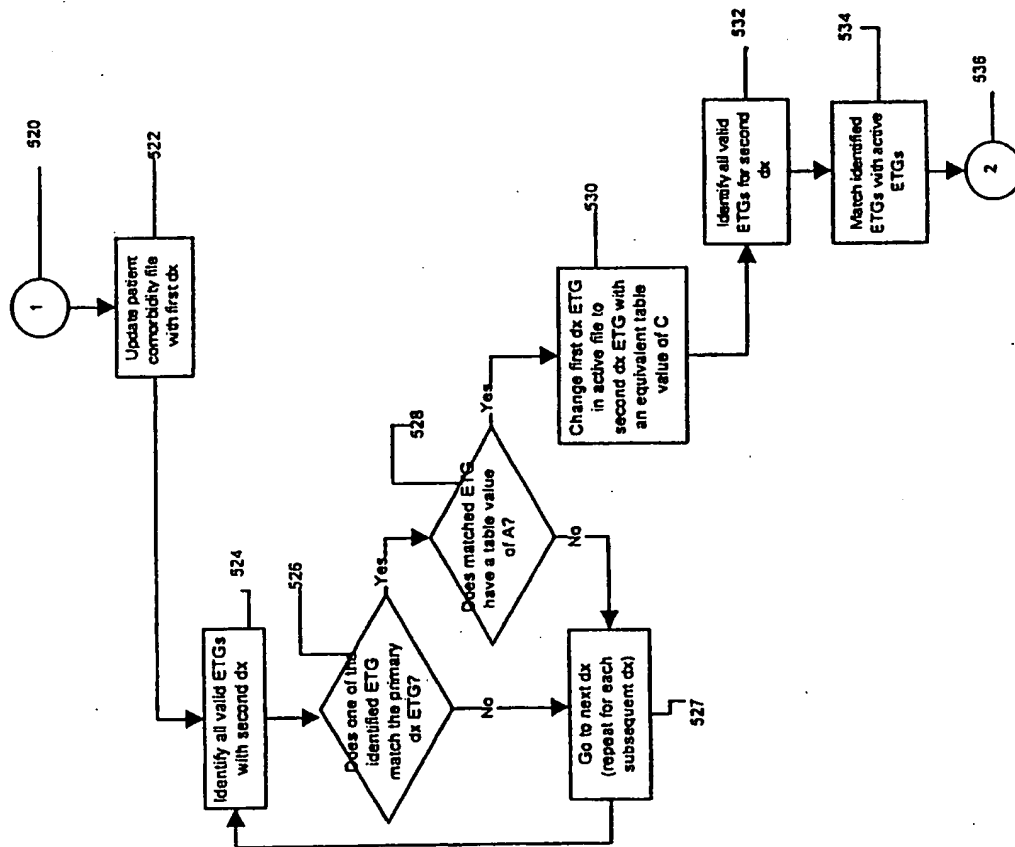 1
520
Update patient
comorbidity file
with first dx
522
Identify all valid ETGs
with second dx
524
Does one of the
identified ETG
match the primary
dx ETG?
526
Yes
No
Does matched ETG
have a table value
of A?
528
Yes
No
Go to next dx
(repeat for each
subsequent dx)
527
Change first dx ETG
in active file to
second dx ETG with
an equivalent table
value of C
530
Identify all valid
ETGs for second
dx
532
Match identified
ETGs with active
ETGs
534
2
536